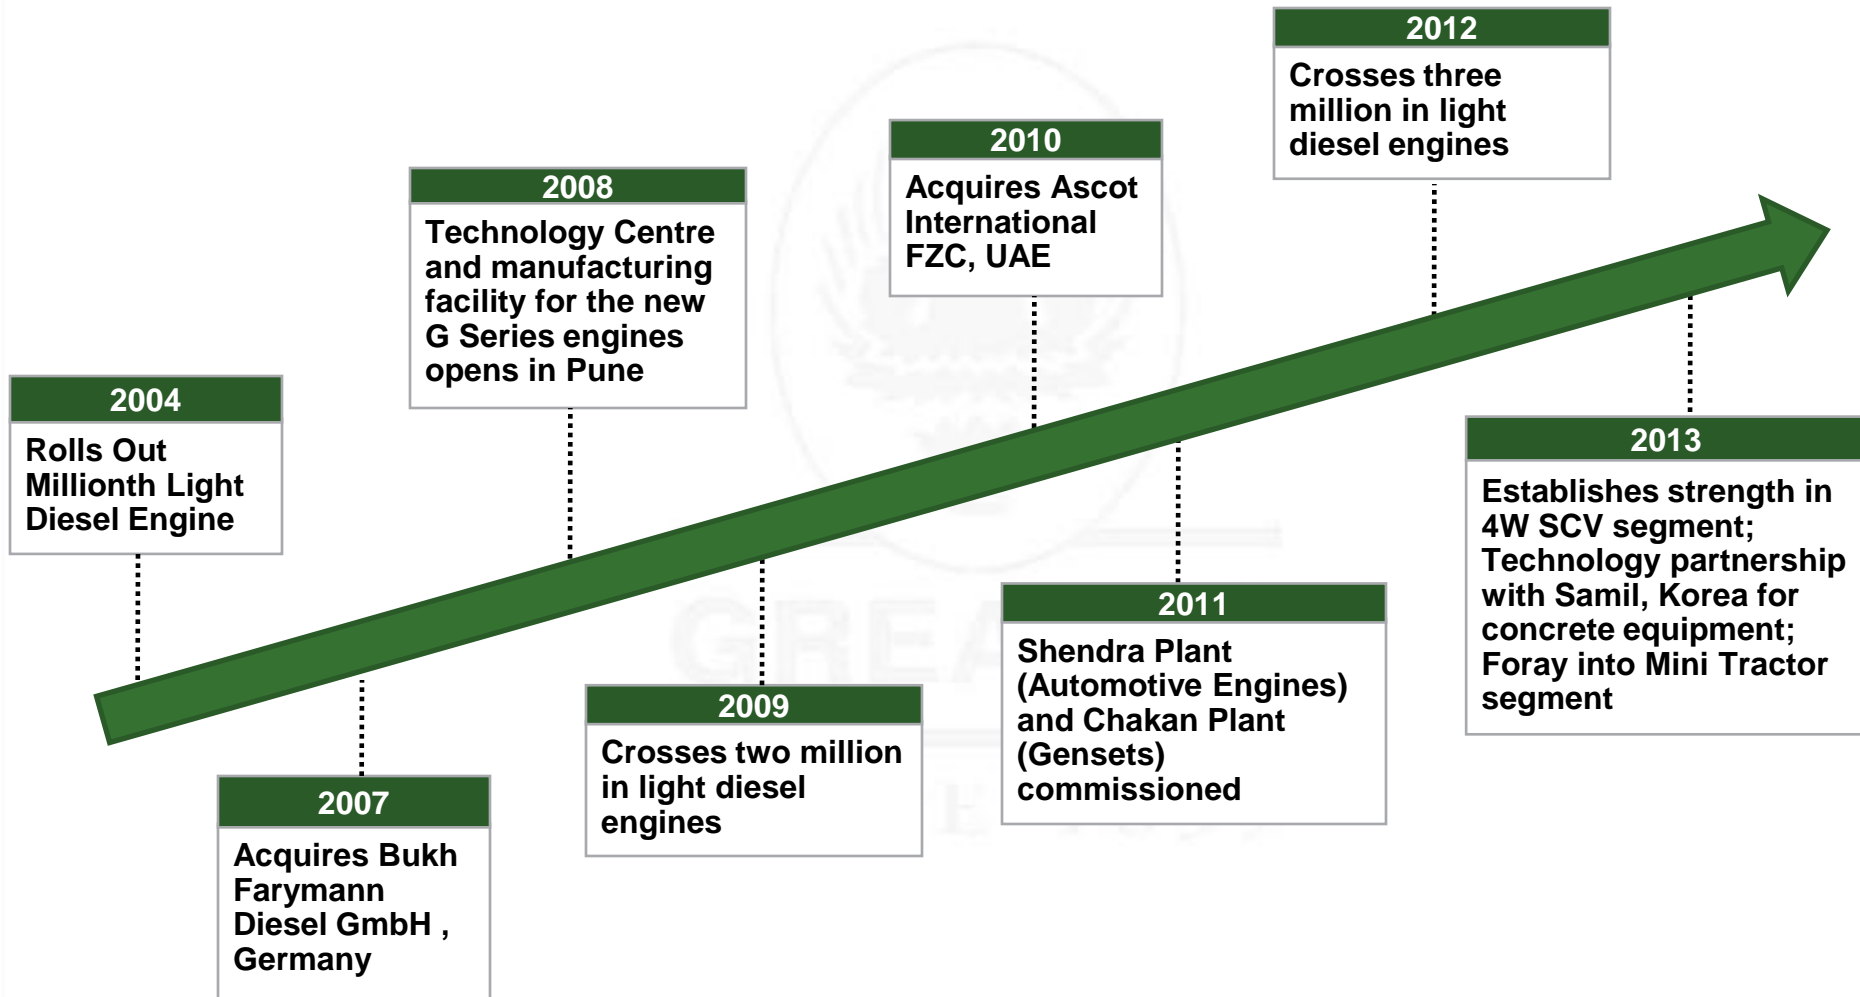 2004
Rolls Out
Millionth Light
Diesel Engine
2007
Acquires Bukh
Farymann
Diesel GmbH ,
Germany
2008
Technology Centre
and manufacturing
facility for the new
G Series engines
opens in Pune
2009
Crosses two million
in light diesel
engines
2010
Acquires Ascot
International
FZC, UAE
2011
Shendra Plant
(Automotive Engines)
and Chakan Plant
(Gensets)
commissioned
2012
Crosses three
million in light
diesel engines
2013
Establishes strength in
4W SCV segment;
Technology partnership
with Samil, Korea for
concrete equipment;
Foray into Mini Tractor
segment